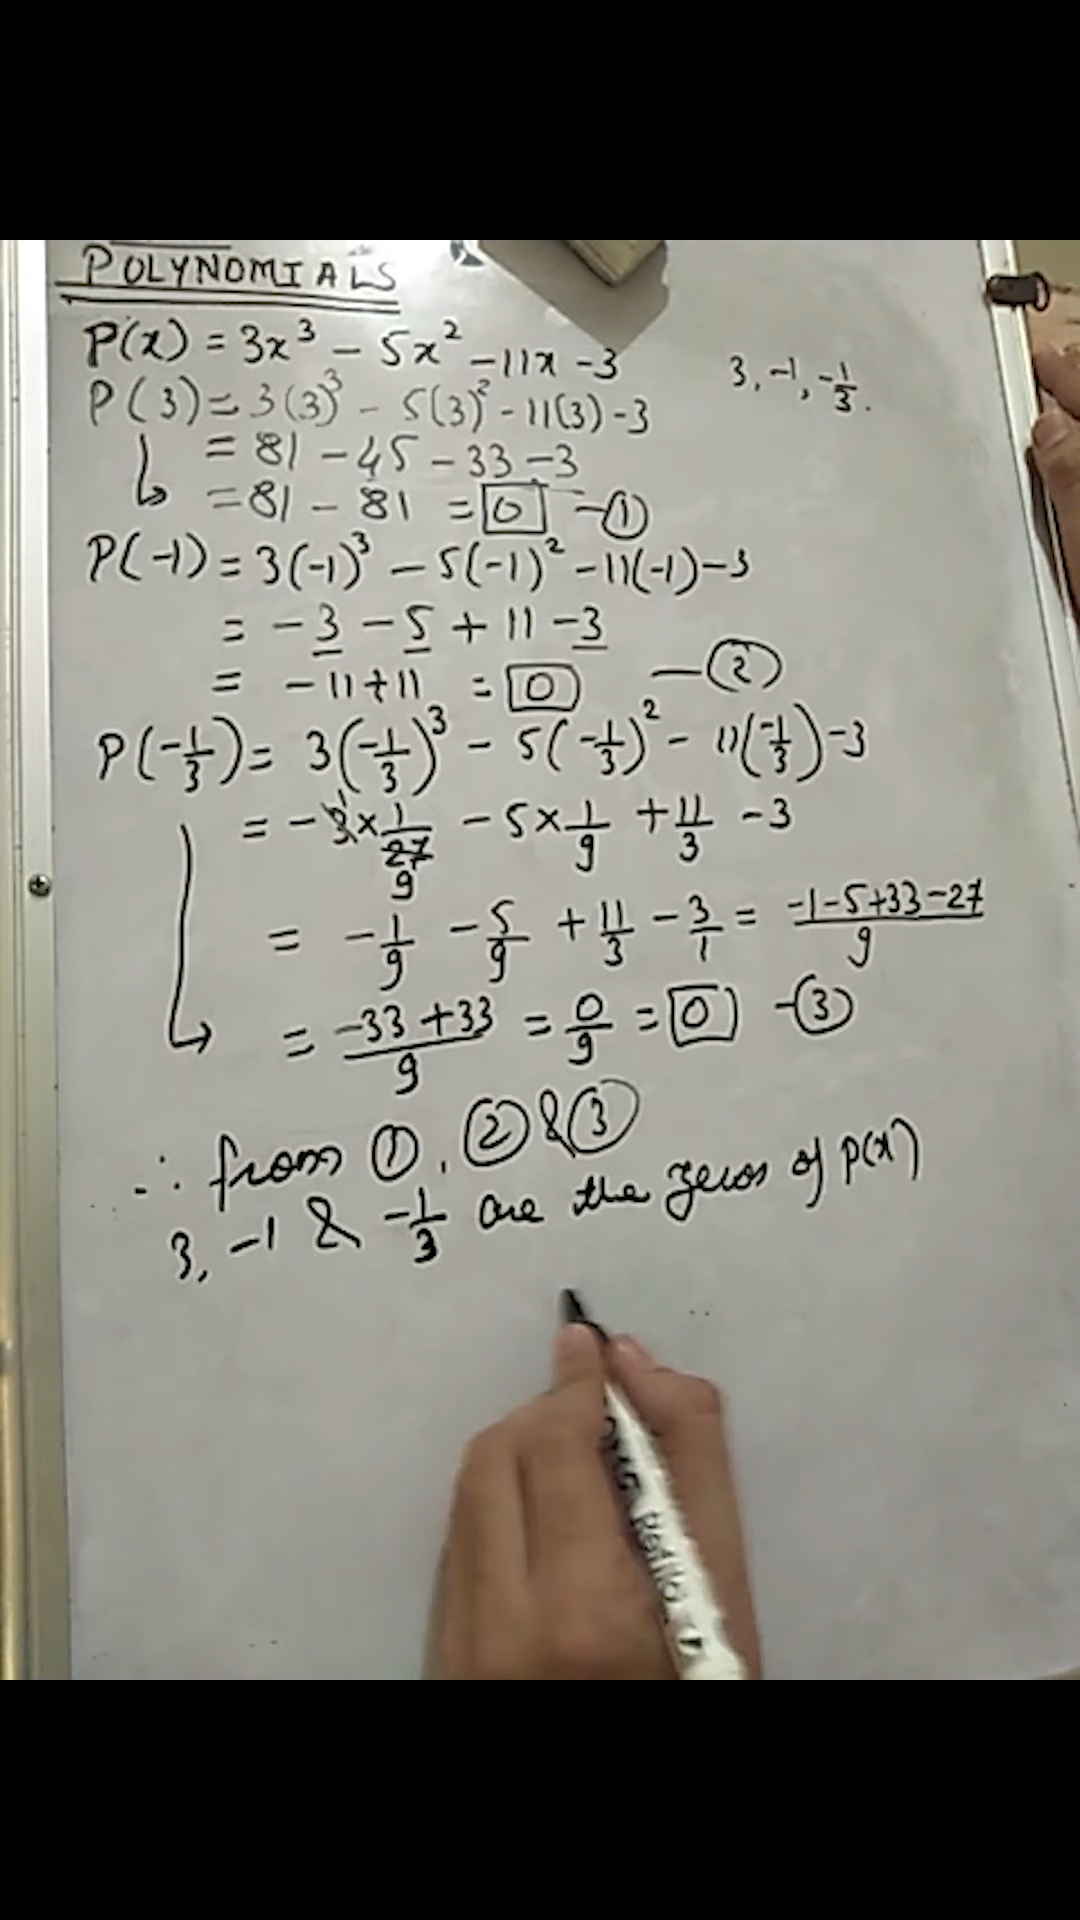 POLYNOMIALS
P(x) = 3x³ - 5x² - 11x - 3
3, -1, -1/3.
P(3) = 3(3)³ - 5(3)² - 11(3) - 3
= 81 - 45 - 33 - 3
= 81 - 81 = 0 - ①
P(-1) = 3(-1)³ - 5(-1)² - 11(-1) - 3
= -3 - 5 + 11 - 3
= -11 + 11 = 0 - ②
P(-1/3) = 3(-1/3)³ - 5(-1/3)² - 11(-1/3) - 3
= -3 × 1/27 - 5 × 1/9 + 11/3 - 3
1 9
= -1/9 - 5/9 + 11/3 - 3/1 = (-1-5+33-27)/9
= (-33+33)/9 = 0/9 = 0 - ③
∴ from ①, ② & ③
3, -1 & -1/3 are the zeros of P(x)
Refillo